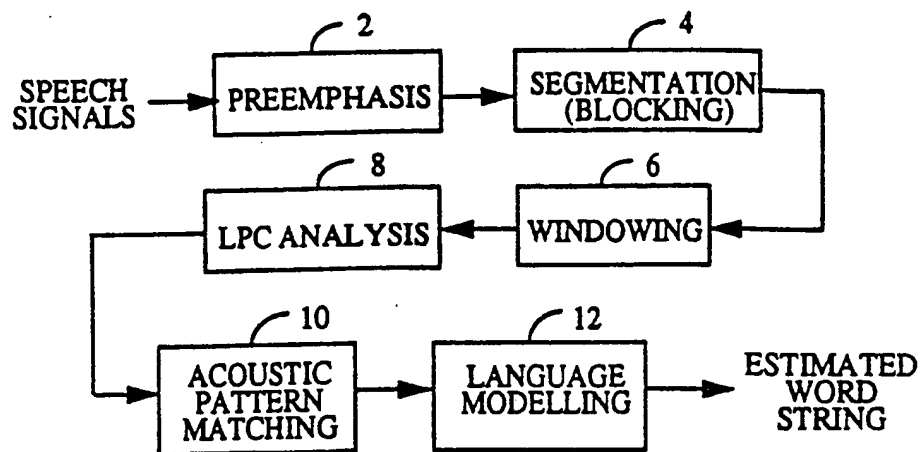 2
4
SPEECH
SIGNALS
PREEMPHASIS
SEGMENTATION
(BLOCKING)
8
6
LPC ANALYSIS
WINDOWING
10
12
ACOUSTIC
PATTERN
MATCHING
LANGUAGE
MODELLING
ESTIMATED
WORD
STRING